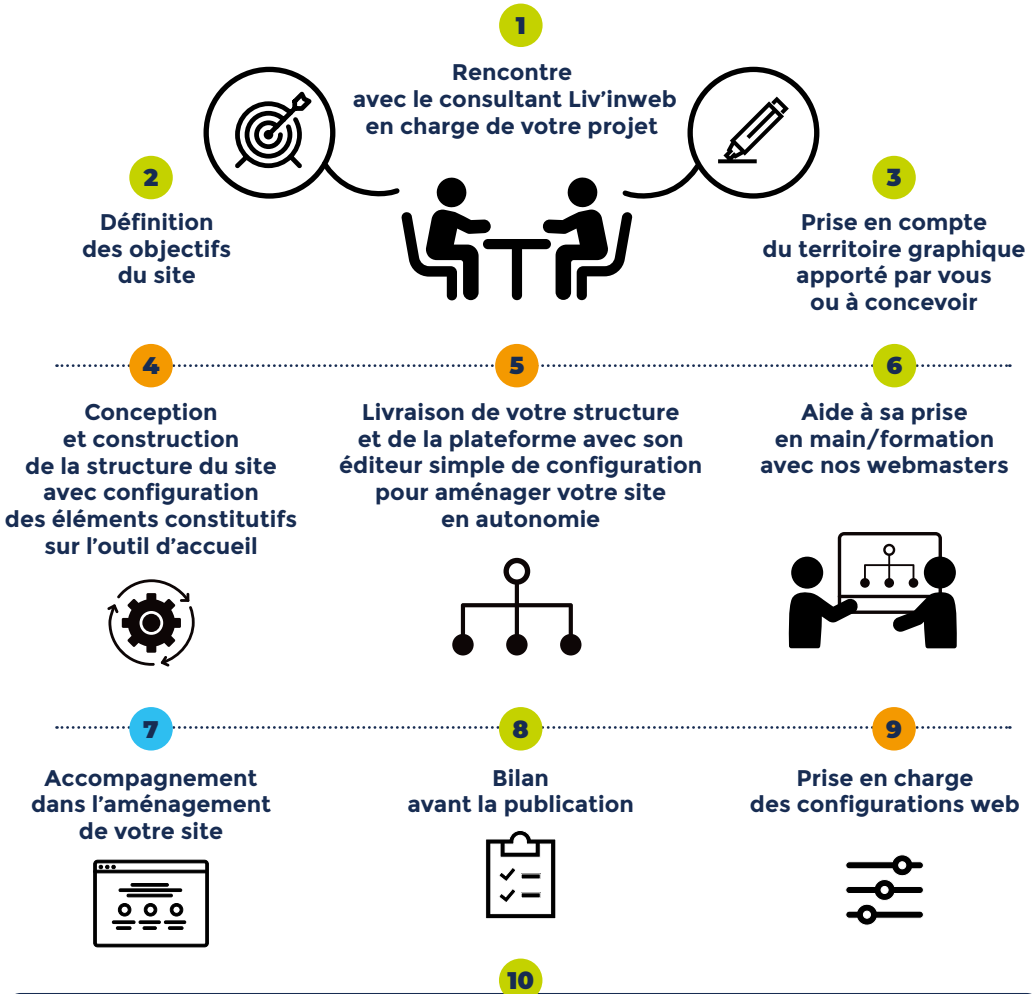 1
Rencontre
avec le consultant Liv'inweb
en charge de votre projet
2
Définition
des objectifs
du site
3
Prise en compte
du territoire graphique
apporté par vous
ou à concevoir
4
Conception
et construction
de la structure du site
avec configuration
des éléments constitutifs
sur l'outil d'accueil
5
Livraison de votre structure
et de la plateforme avec son
éditeur simple de configuration
pour aménager votre site
en autonomie
6
Aide à sa prise
en main/formation
avec nos webmasters
7
Accompagnement
dans l'aménagement
de votre site
8
Bilan
avant la publication
9
Prise en charge
des configurations web
10